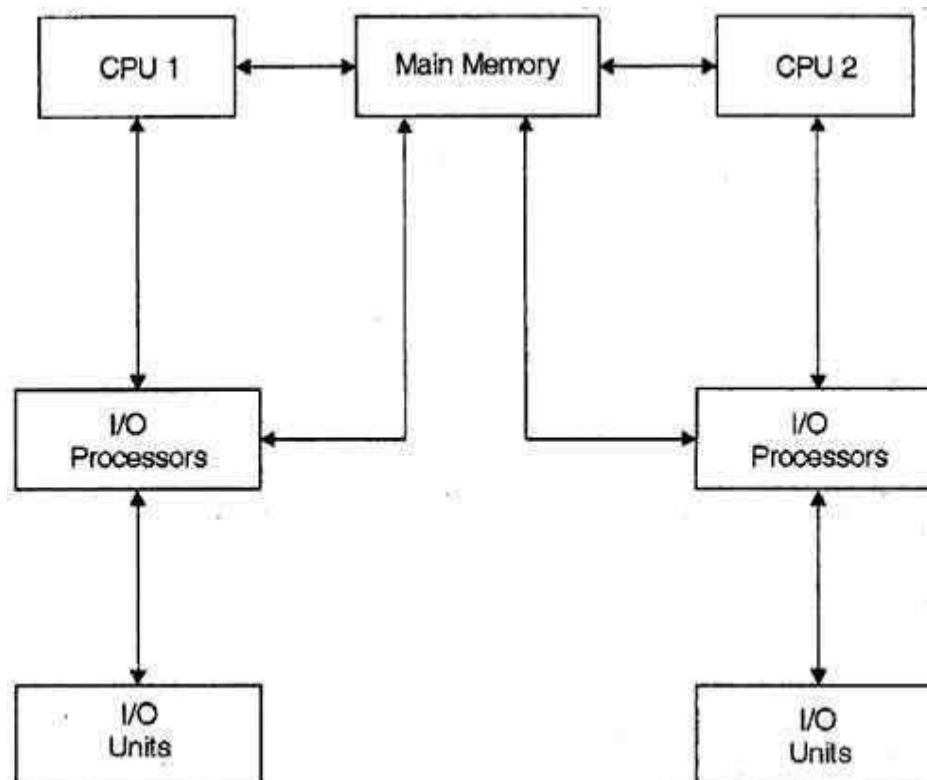 CPU 1
Main Memory
CPU 2
I/O
Processors
I/O
Processors
I/O
Units
I/O
Units